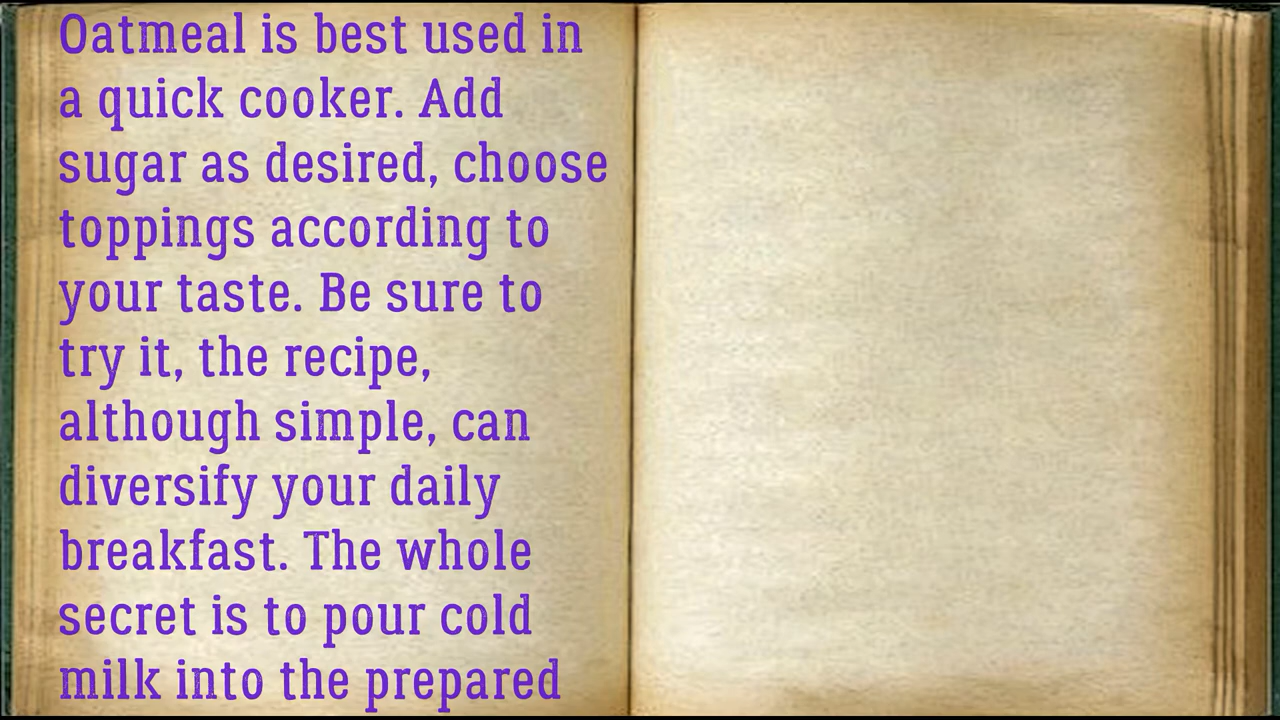 Oatmeal is best used in
a quick cooker. Add
sugar as desired, choose
toppings according to
your taste. Be sure to
try it, the recipe,
although simple, can
diversify your daily
breakfast. The whole
secret is to pour cold
milk into the prepared